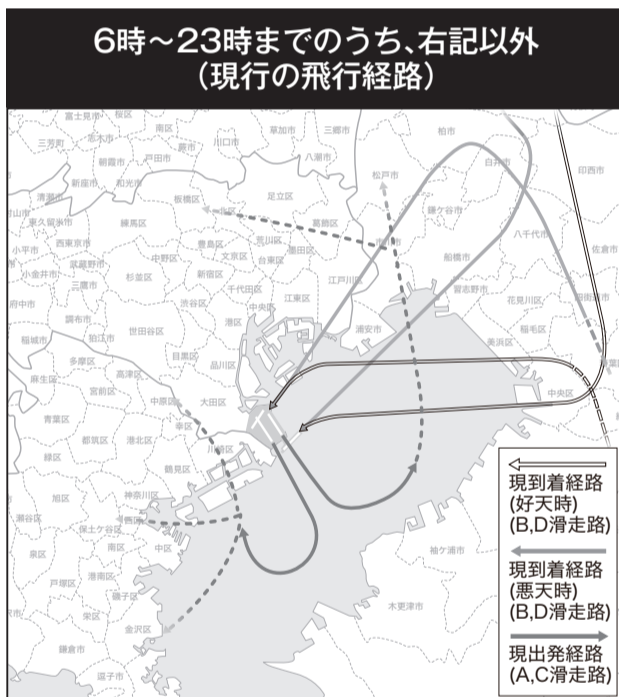 6時～23時までのうち、右記以外
(現行の飛行経路)
富士見市
桜区
南区
川口市
草加市
三郷市
柏市
三芳町
志木市
蕨市
戸田市
八潮市
朝霞市
白井市
印西市
新座市
和光市
松戸市
清瀬市
板橋区
足立区
鎌ケ谷市
東久留米市
練馬区
葛飾区
八千代市
西東京市
豊島区
荒川区
佐倉市
小平市
文京区
墨田区
中野区
台東区
船橋市
武蔵野市
新宿区
江戸川区
小金井市
杉並区
千代田区
習志野市
花見川区
三鷹市
中央区
江東区
府中市
渋谷区
浦安市
稲毛区
調布市
港区
美浜区
稲城市
狛江市
世田谷区
目黒区
品川区
多摩区
高津区
麻生区
宮前区
大田区
中央区
中原区
青葉区
幸区
都筑区
港北区
川崎区
緑区
鶴見区
旭区
神奈川区
瀬谷区
西区
保土ケ谷区
袖ケ浦市
泉区
南区
中区
戸塚区
港南区
磯子区
木更津市
栄区
金沢区
鎌倉市
逗子市
現到着経路
(好天時)
(B,D滑走路)
現到着経路
(悪天時)
(B,D滑走路)
現出発経路
(A,C滑走路)